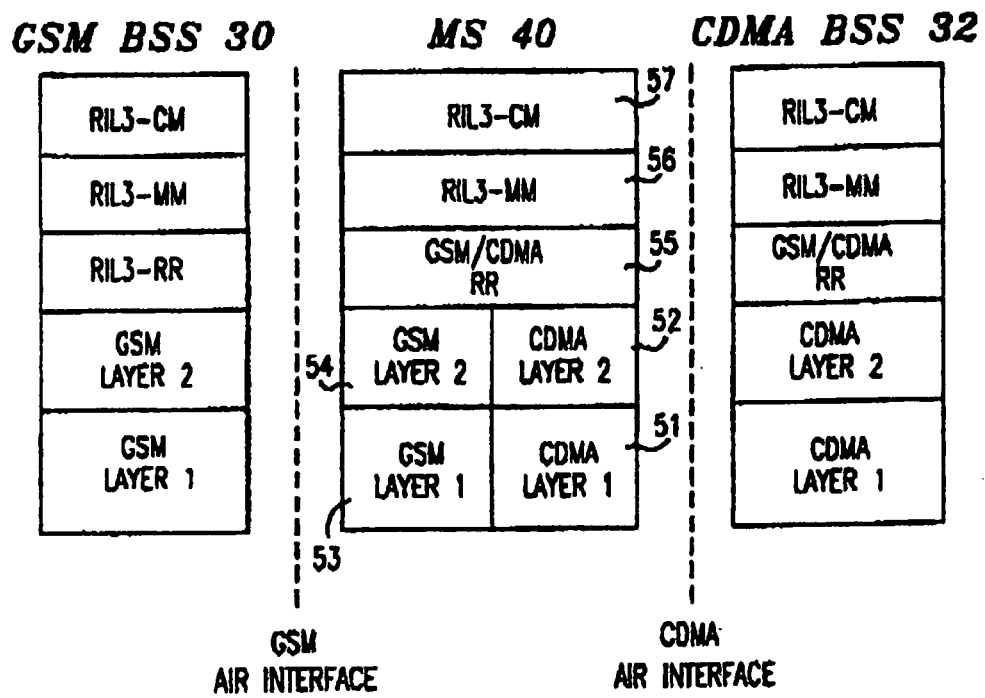 GSM BSS 30
MS 40
CDMA BSS 32
RIL3-CM
RIL3-MM
RIL3-RR
GSM
LAYER 2
GSM
LAYER 1
57
RIL3-CM
56
RIL3-MM
55
GSM/CDMA
RR
52
54
GSM
LAYER 2
CDMA
LAYER 2
51
53
GSM
LAYER 1
CDMA
LAYER 1
RIL3-CM
RIL3-MM
GSM/CDMA
RR
CDMA
LAYER 2
CDMA
LAYER 1
GSM
AIR INTERFACE
CDMA
AIR INTERFACE